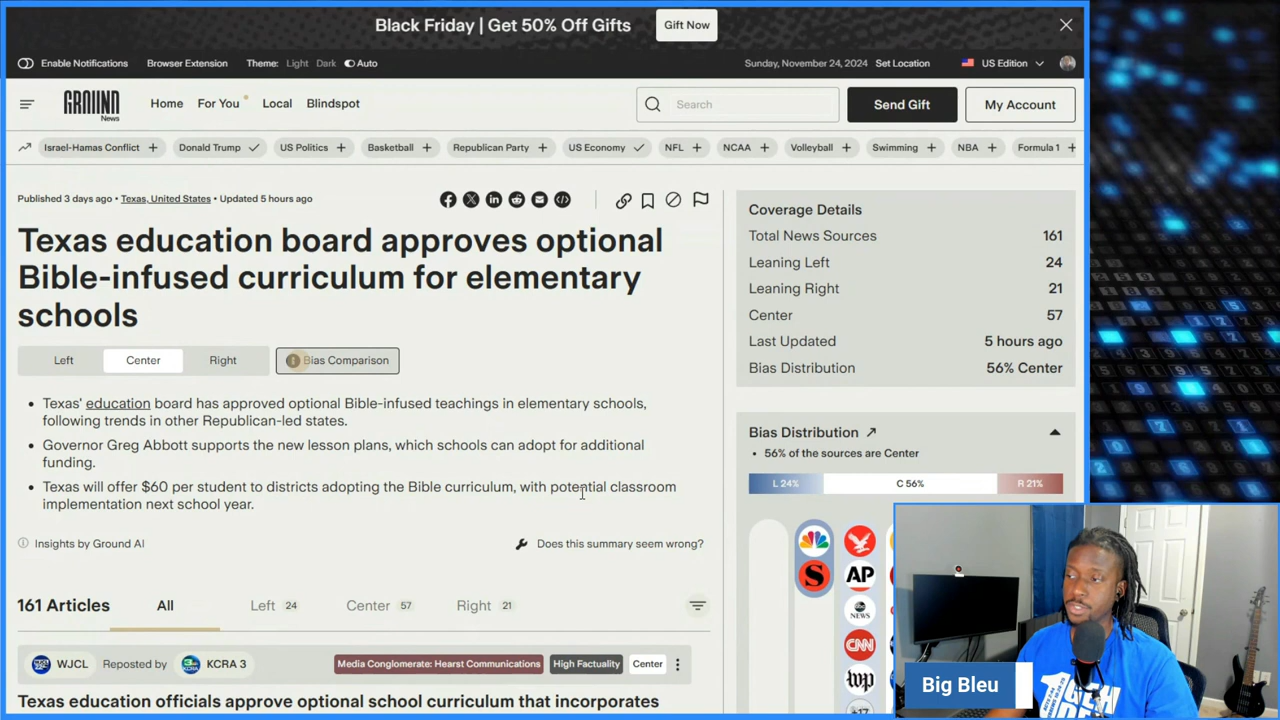 Black Friday | Get 50% Off Gifts
Gift Now
Enable Notifications
Browser Extension
Theme: Light Dark Auto
Sunday, November 24, 2024 Set Location
US Edition
GROUND
News
Home
For You
Local
Blindspot
Search
Send Gift
My Account
Israel-Hamas Conflict +
Donald Trump
US Politics +
Basketball +
Republican Party +
US Economy
NFL +
NCAA +
Volleyball +
Swimming +
NBA +
Formula 1 +
Published 3 days ago • Texas, United States • Updated 5 hours ago
Texas education board approves optional
Bible-infused curriculum for elementary
schools
Left
Center
Right
Bias Comparison
• Texas' education board has approved optional Bible-infused teachings in elementary schools,
following trends in other Republican-led states.
• Governor Greg Abbott supports the new lesson plans, which schools can adopt for additional
funding.
• Texas will offer $60 per student to districts adopting the Bible curriculum, with potential classroom
implementation next school year.
Insights by Ground AI
Does this summary seem wrong?
161 Articles
All
Left 24
Center 57
Right 21
WJCL Reposted by KCRA 3
Media Conglomerate: Hearst Communications
High Factuality
Center
Texas education officials approve optional school curriculum that incorporates
Coverage Details
Total News Sources 161
Leaning Left 24
Leaning Right 21
Center 57
Last Updated 5 hours ago
Bias Distribution 56% Center
Bias Distribution
• 56% of the sources are Center
L 24%
C 56%
R 21%
S
AP
abc
NEWS
CNN
wp
Big Bleu